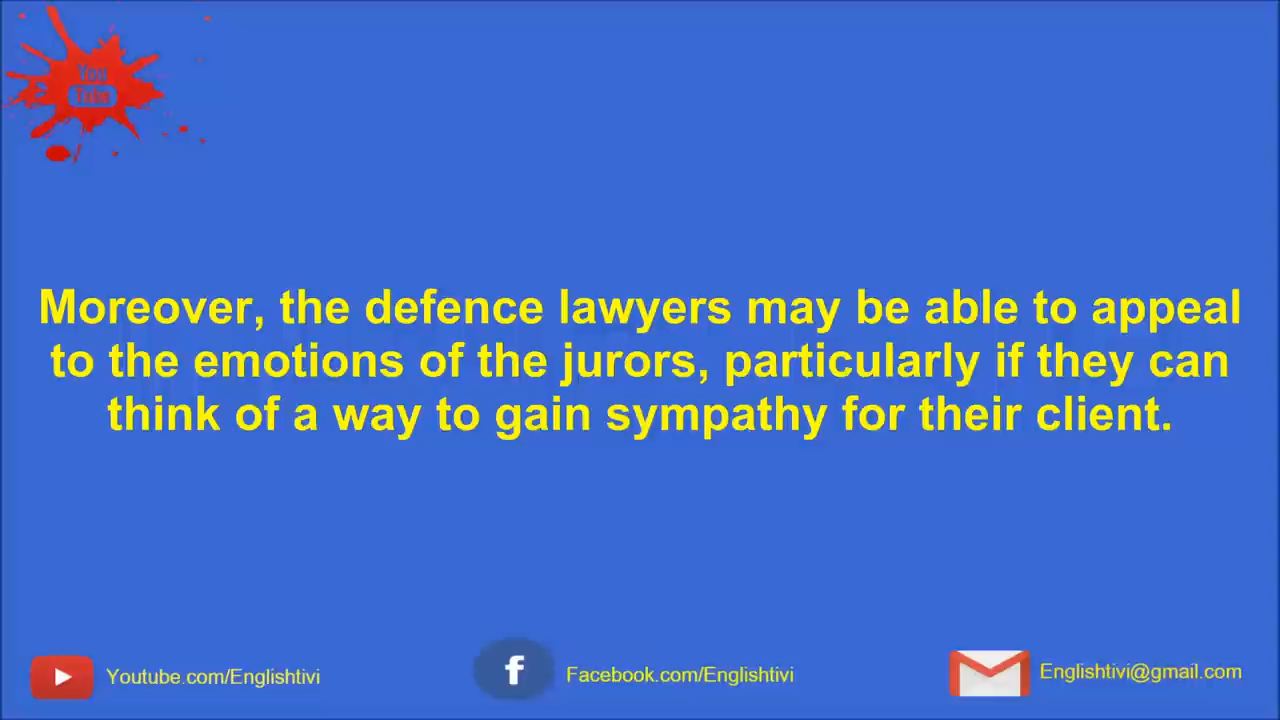 You
Tube
Moreover, the defence lawyers may be able to appeal
to the emotions of the jurors, particularly if they can
think of a way to gain sympathy for their client.
Youtube.com/Englishtivi
f
Facebook.com/Englishtivi
Englishtivi@gmail.com